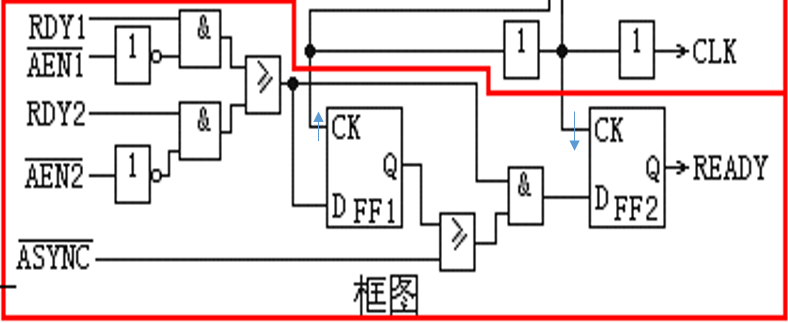 RDY1
&
1
AEN1
1
1
CLK
≥
RDY2
&
CK
CK
1
AEN2
Q
&
Q
READY
D FF1
D FF2
≥
ASYNC
框图